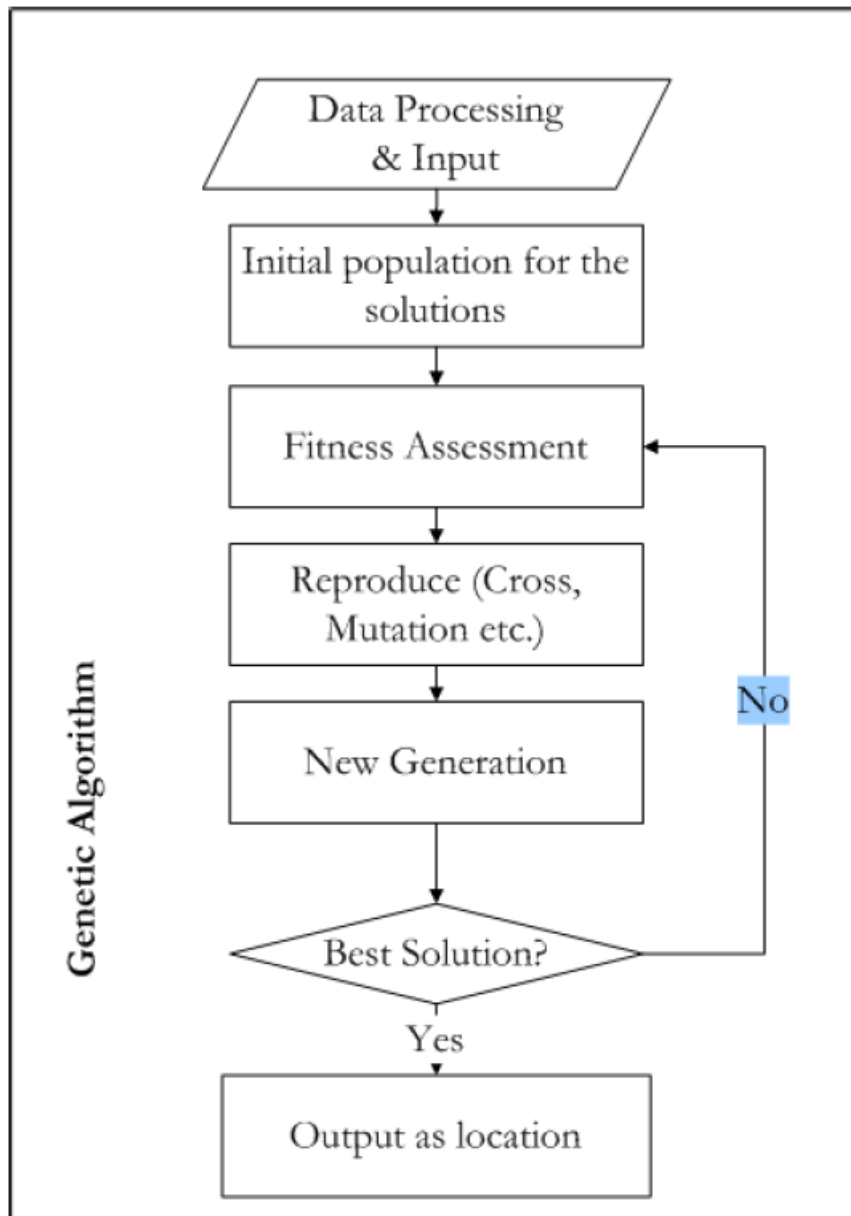 Data Processing
& Input
Initial population for the
solutions
Fitness Assessment
Reproduce (Cross,
Mutation etc.)
No
New Generation
Genetic Algorithm
Best Solution?
Yes
Output as location